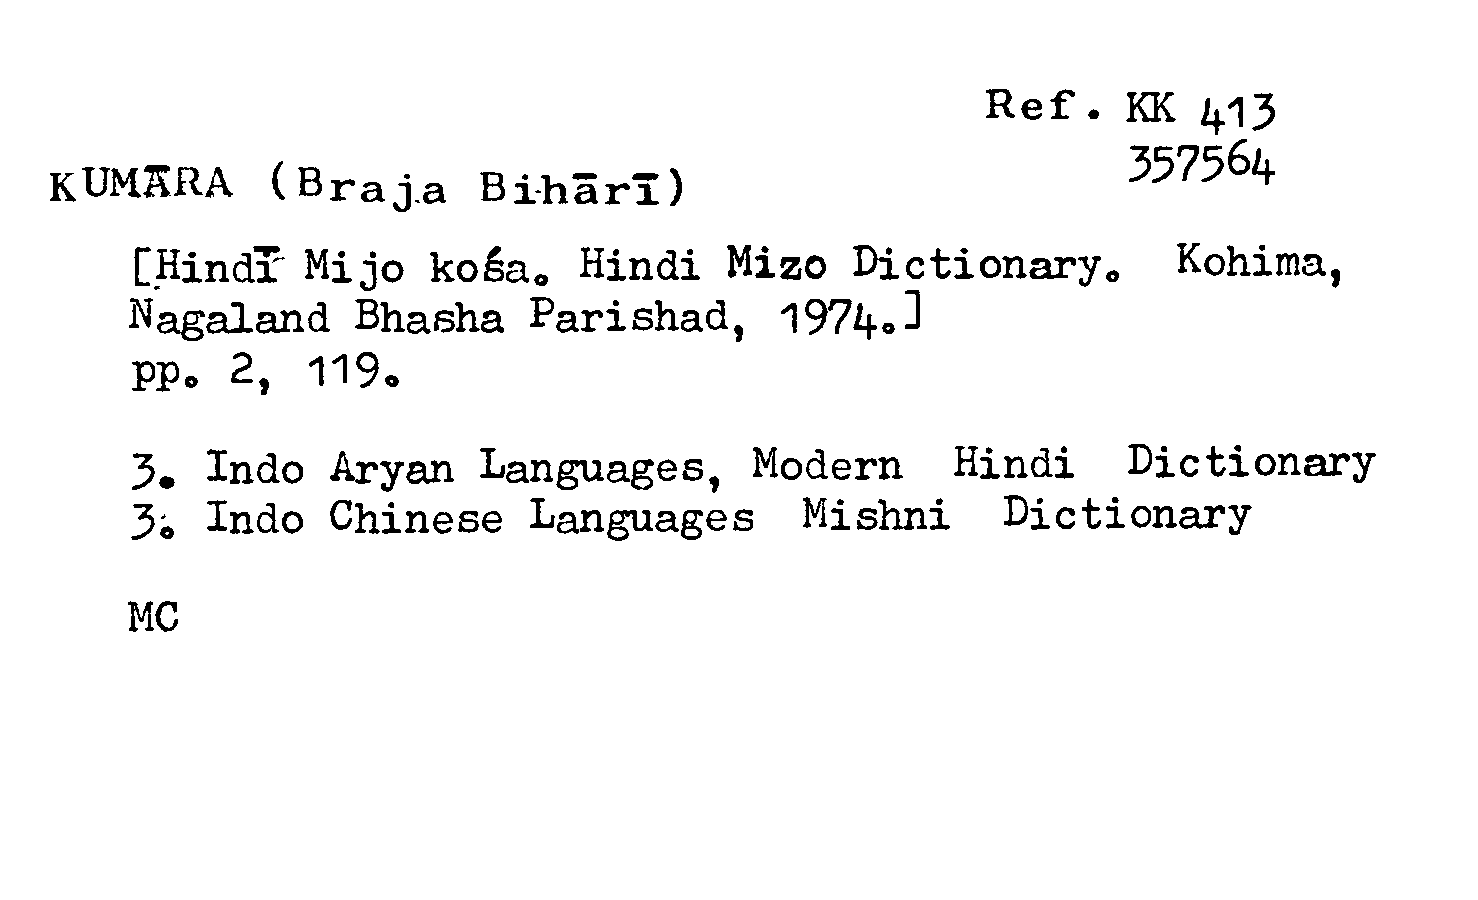 Ref. KK 413
357564
KUMĀRA (Braja Bihārī)
[Hindī Mijo kośa. Hindi Mizo Dictionary. Kohima,
Nagaland Bhasha Parishad, 1974.]
pp. 2, 119.
3. Indo Aryan Languages, Modern Hindi Dictionary
3. Indo Chinese Languages Mishni Dictionary
MC